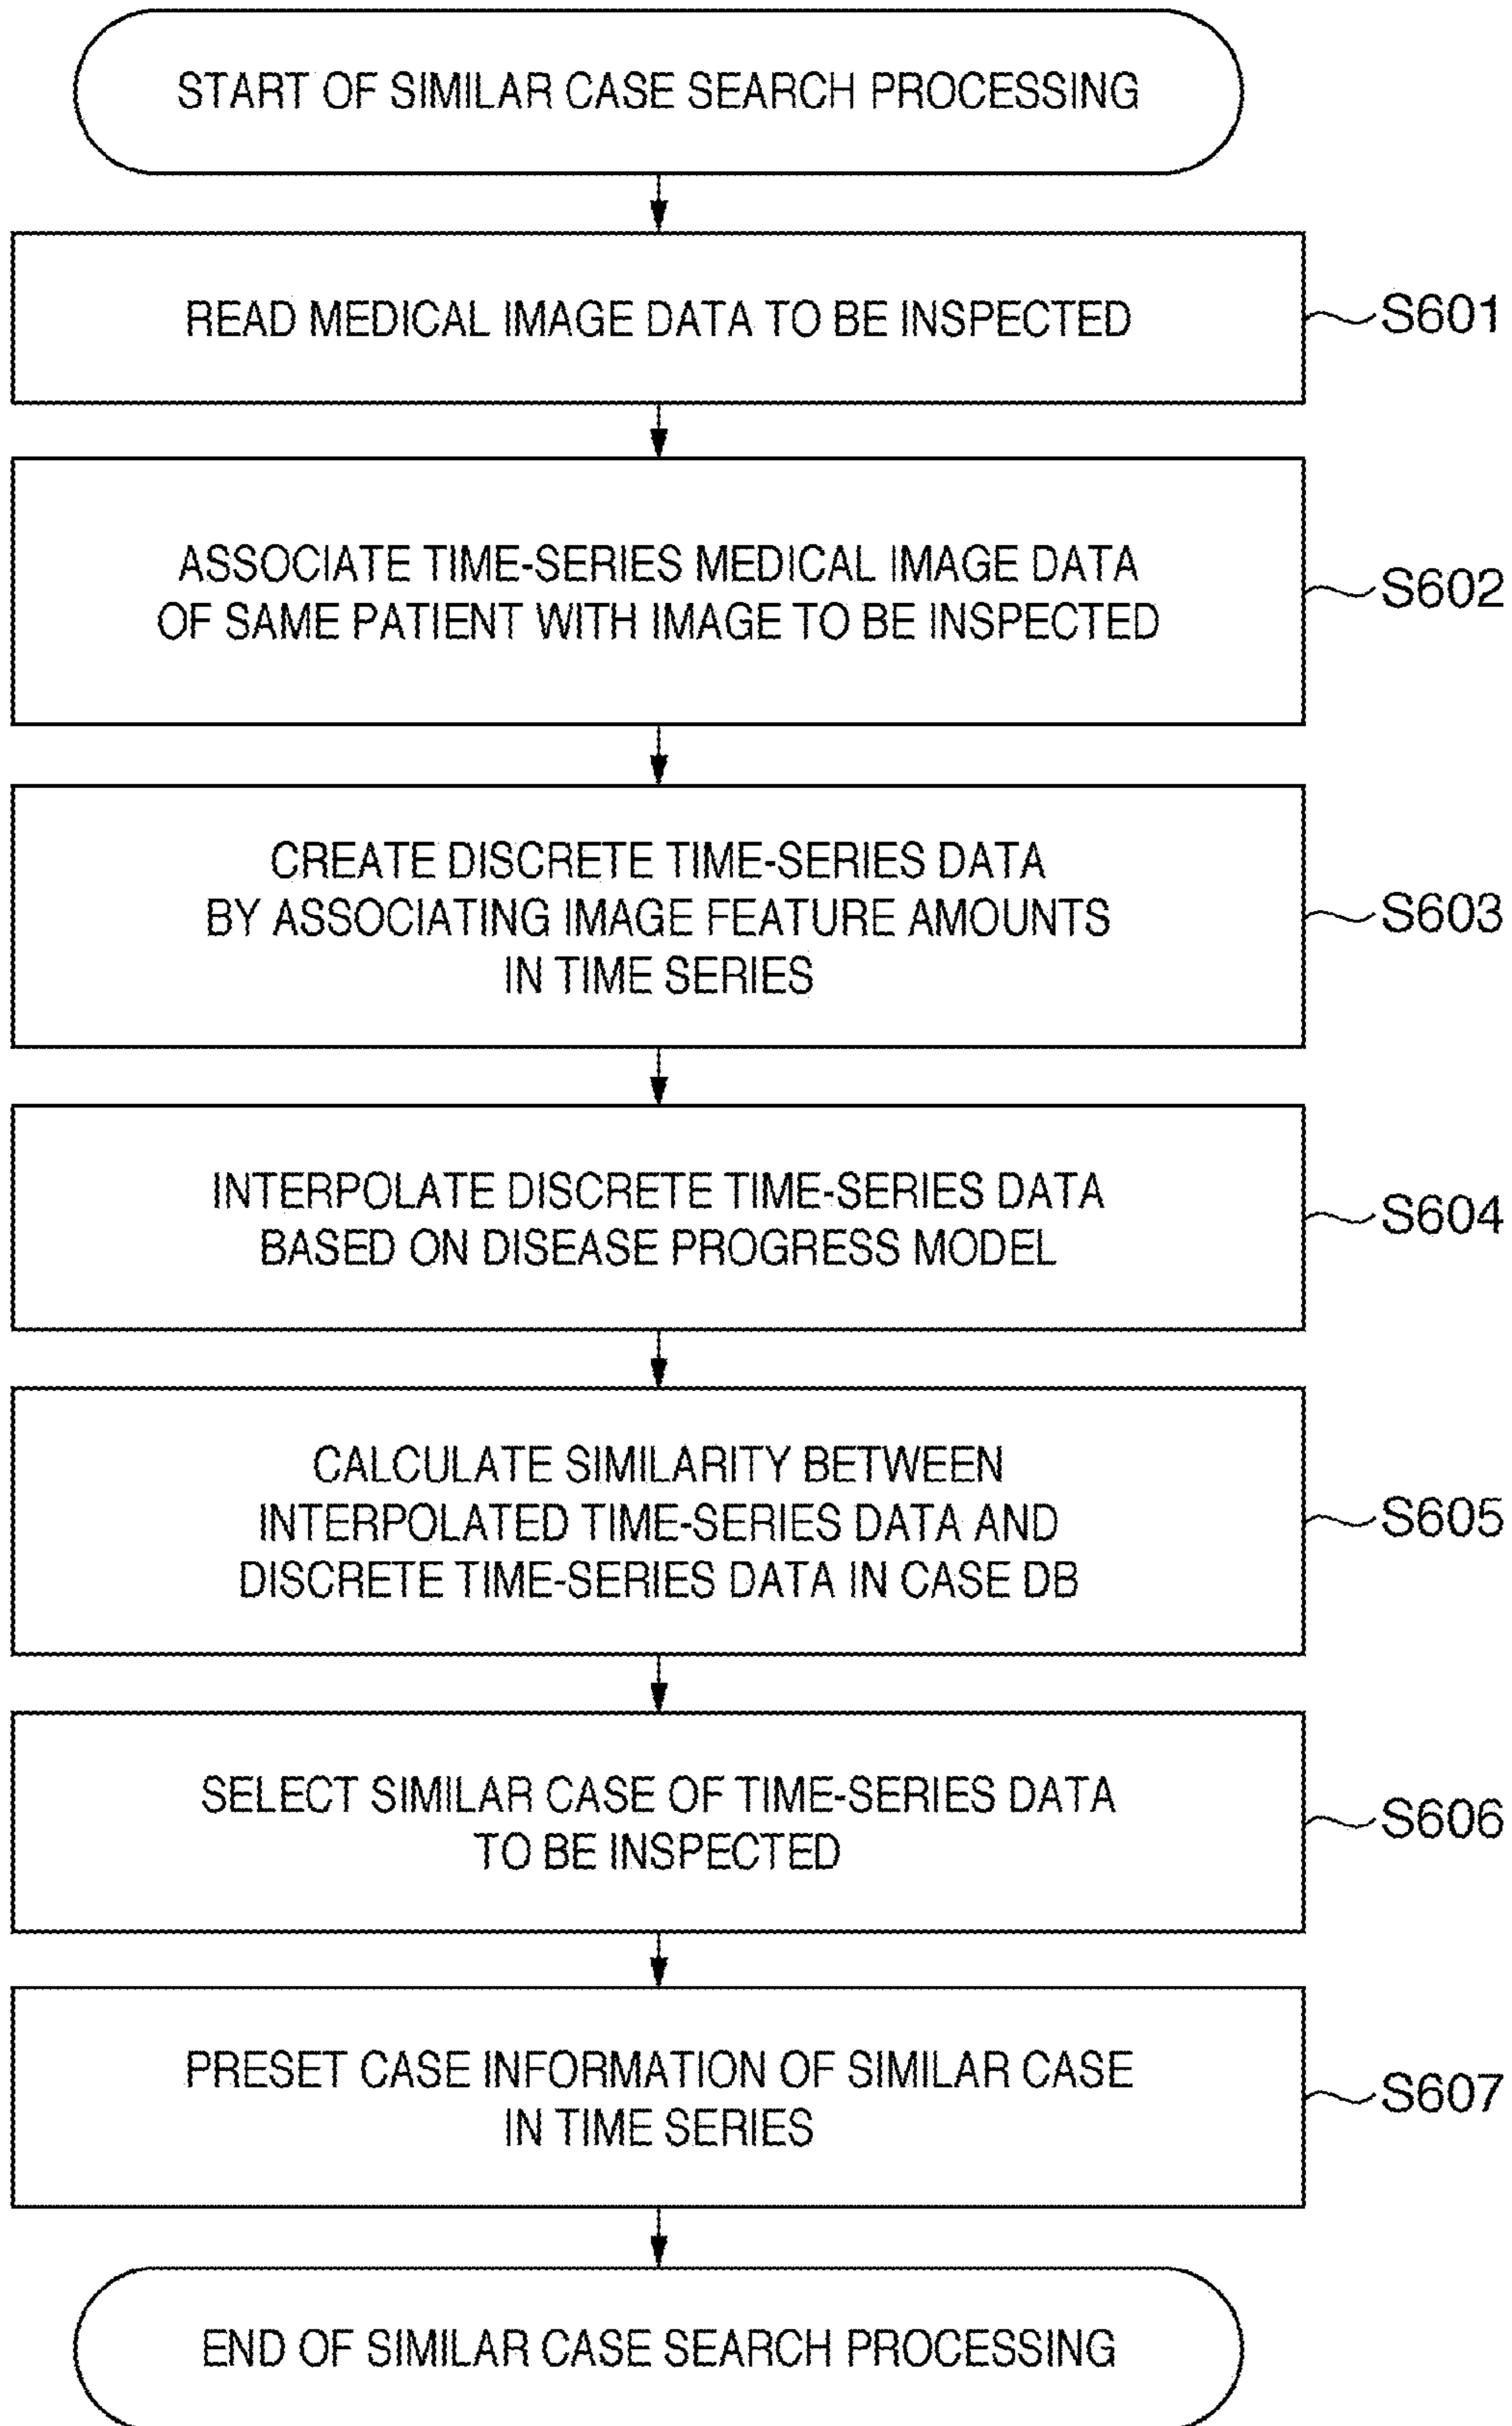 START OF SIMILAR CASE SEARCH PROCESSING
READ MEDICAL IMAGE DATA TO BE INSPECTED
S601
ASSOCIATE TIME-SERIES MEDICAL IMAGE DATA
OF SAME PATIENT WITH IMAGE TO BE INSPECTED
S602
CREATE DISCRETE TIME-SERIES DATA
BY ASSOCIATING IMAGE FEATURE AMOUNTS
IN TIME SERIES
S603
INTERPOLATE DISCRETE TIME-SERIES DATA
BASED ON DISEASE PROGRESS MODEL
S604
CALCULATE SIMILARITY BETWEEN
INTERPOLATED TIME-SERIES DATA AND
DISCRETE TIME-SERIES DATA IN CASE DB
S605
SELECT SIMILAR CASE OF TIME-SERIES DATA
TO BE INSPECTED
S606
PRESET CASE INFORMATION OF SIMILAR CASE
IN TIME SERIES
S607
END OF SIMILAR CASE SEARCH PROCESSING